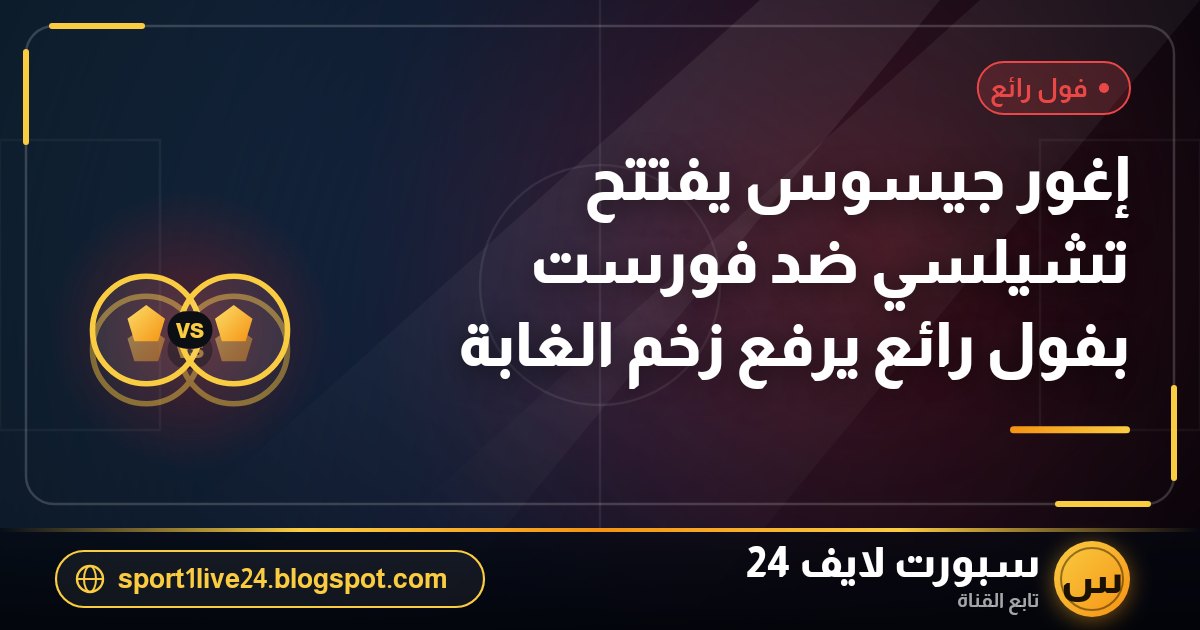 فول رائع
إغور جيسوس يفتتح
تشيلسي ضد فورست
بفول رائع يرفع زخم الغابة
vs
سبورت لايف 24
تابع القناة
س
sport1live24.blogspot.com